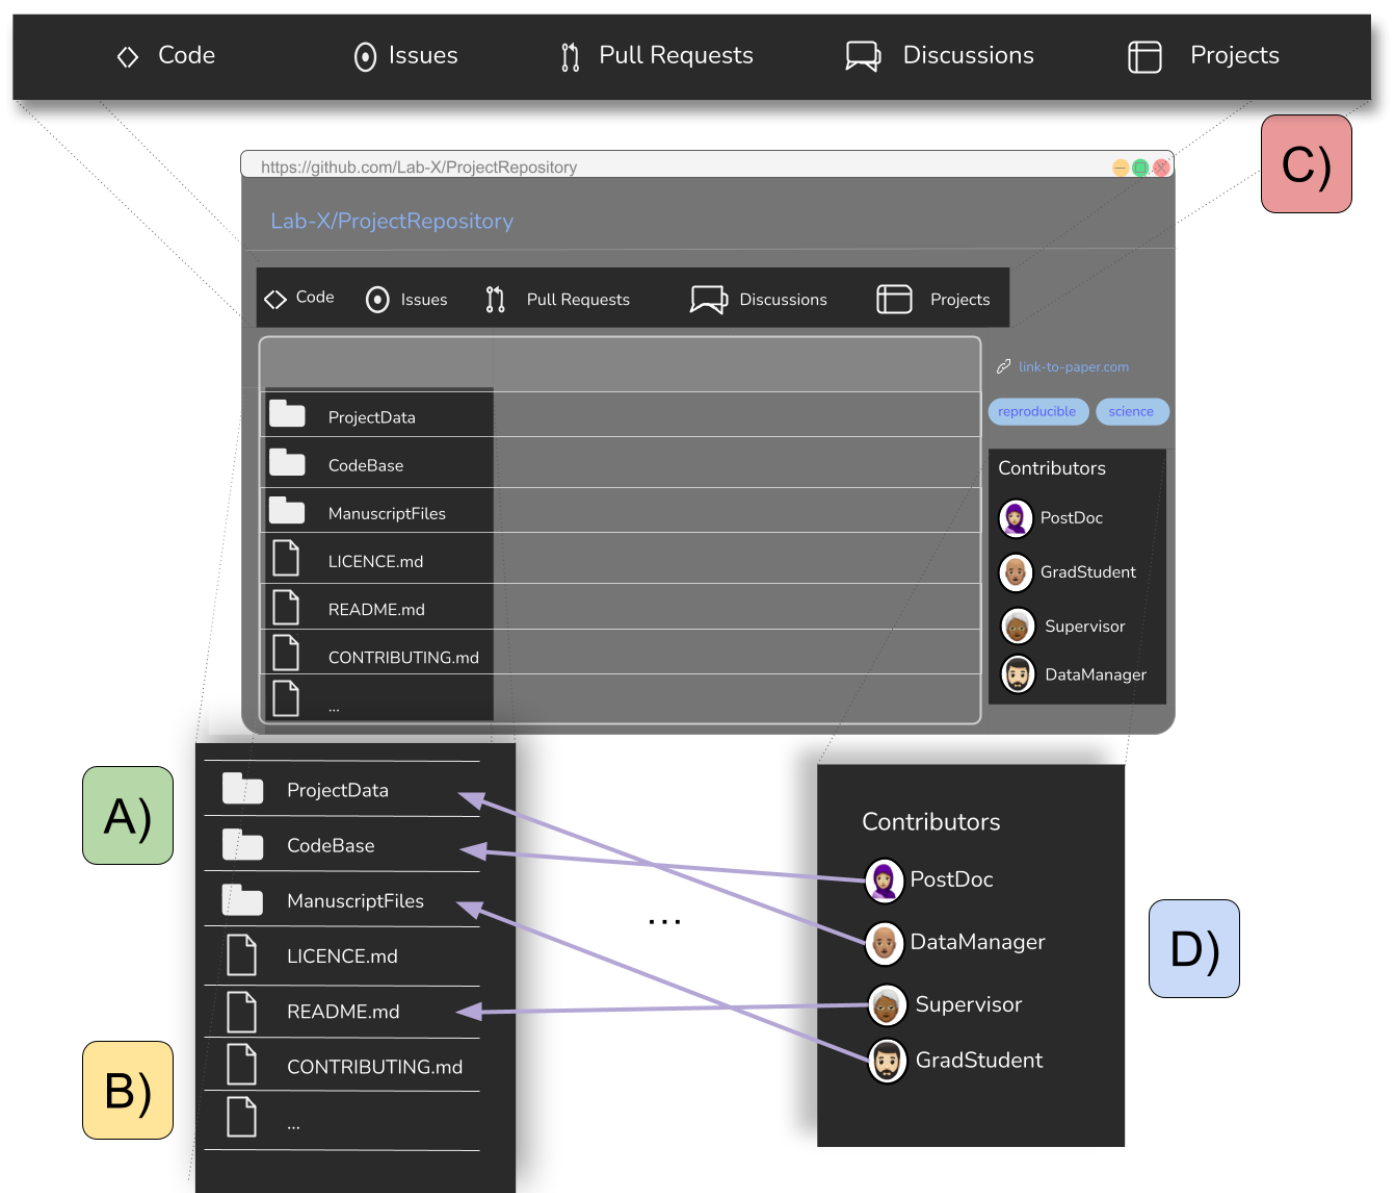 Code Issues Pull Requests Discussions Projects
C)
https://github.com/Lab-X/ProjectRepository
Lab-X/ProjectRepository
Code Issues Pull Requests Discussions Projects
link-to-paper.com
reproducible science
ProjectData
CodeBase
ManuscriptFiles
LICENCE.md
README.md
CONTRIBUTING.md
...
Contributors
PostDoc
GradStudent
Supervisor
DataManager
A)
B)
ProjectData
CodeBase
ManuscriptFiles
LICENCE.md
README.md
CONTRIBUTING.md
...
...
Contributors
PostDoc
DataManager
Supervisor
GradStudent
D)